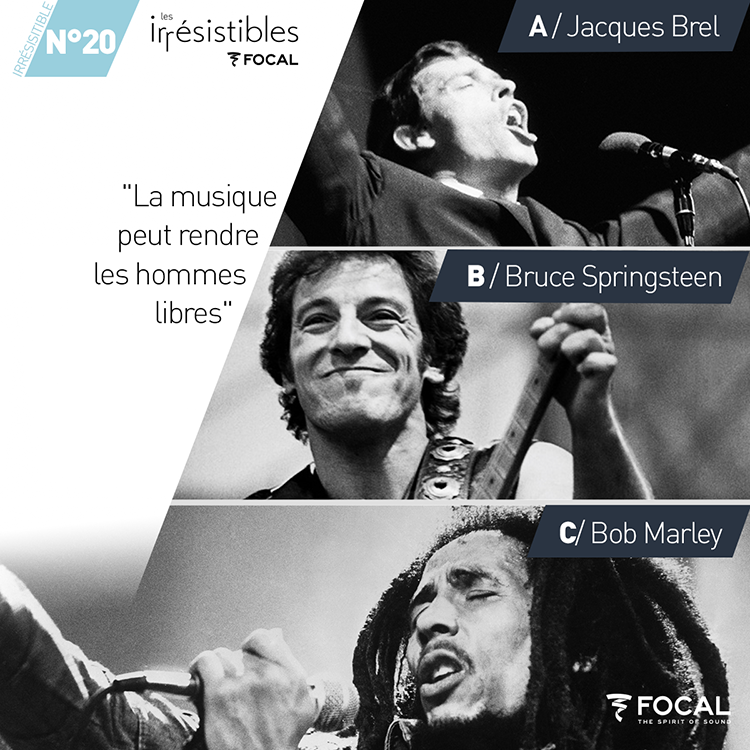 IRRÉSISTIBLE
N°20
les
irrésistibles
FOCAL
"La musique
peut rendre
les hommes
libres"
A/ Jacques Brel
B/ Bruce Springsteen
C/ Bob Marley
FOCAL
THE SPIRIT OF SOUND